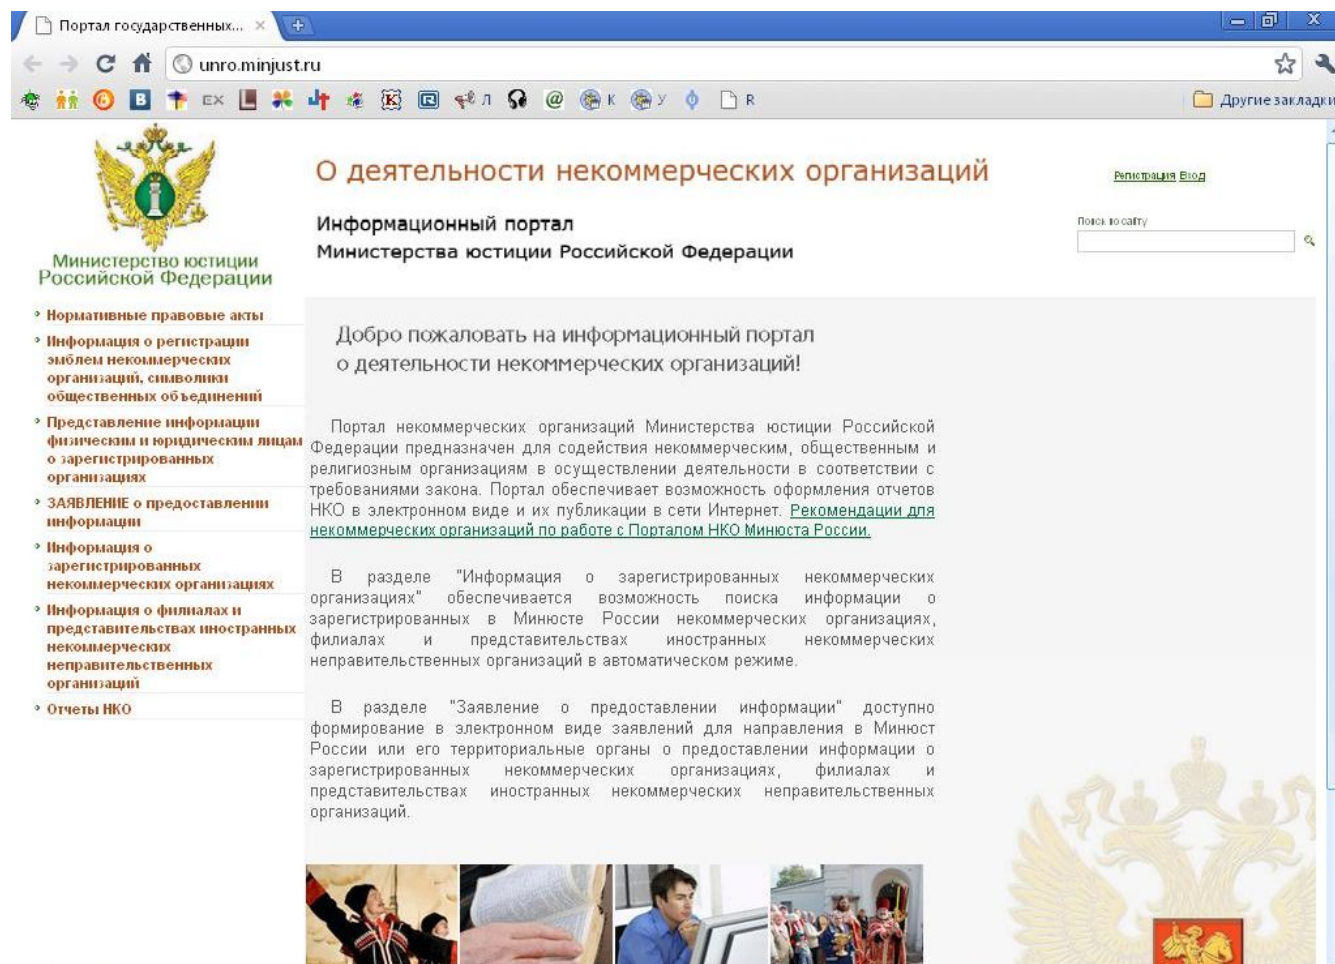 Портал государственных...
unro.minjust.ru
B
EX
K
R
л
@
К
У
R
Другие закладки
Министерство юстиции
Российской Федерации
О деятельности некоммерческих организаций
Регистрация Вход
Информационный портал
Министерства юстиции Российской Федерации
Поиск по сайту
Нормативные правовые акты
Информация о регистрации
эмблем некоммерческих
организаций, символики
общественных объединений
Представление информации
физическим и юридическим лицам
о зарегистрированных
организациях
ЗАЯВЛЕНИЕ о предоставлении
информации
Информация о
зарегистрированных
некоммерческих организациях
Информация о филиалах и
представительствах иностранных
некоммерческих
неправительственных
организаций
Отчеты НКО
Добро пожаловать на информационный портал
о деятельности некоммерческих организаций!
Портал некоммерческих организаций Министерства юстиции Российской
Федерации предназначен для содействия некоммерческим, общественным и
религиозным организациям в осуществлении деятельности в соответствии с
требованиями закона. Портал обеспечивает возможность оформления отчетов
НКО в электронном виде и их публикации в сети Интернет. Рекомендации для
некоммерческих организаций по работе с Порталом НКО Минюста России.
В разделе "Информация о зарегистрированных некоммерческих
организациях" обеспечивается возможность поиска информации о
зарегистрированных в Минюсте России некоммерческих организациях,
филиалах и представительствах иностранных некоммерческих
неправительственных организаций в автоматическом режиме.
В разделе "Заявление о предоставлении информации" доступно
формирование в электронном виде заявлений для направления в Минюст
России или его территориальные органы о предоставлении информации о
зарегистрированных некоммерческих организациях, филиалах и
представительствах иностранных некоммерческих неправительственных
организаций.